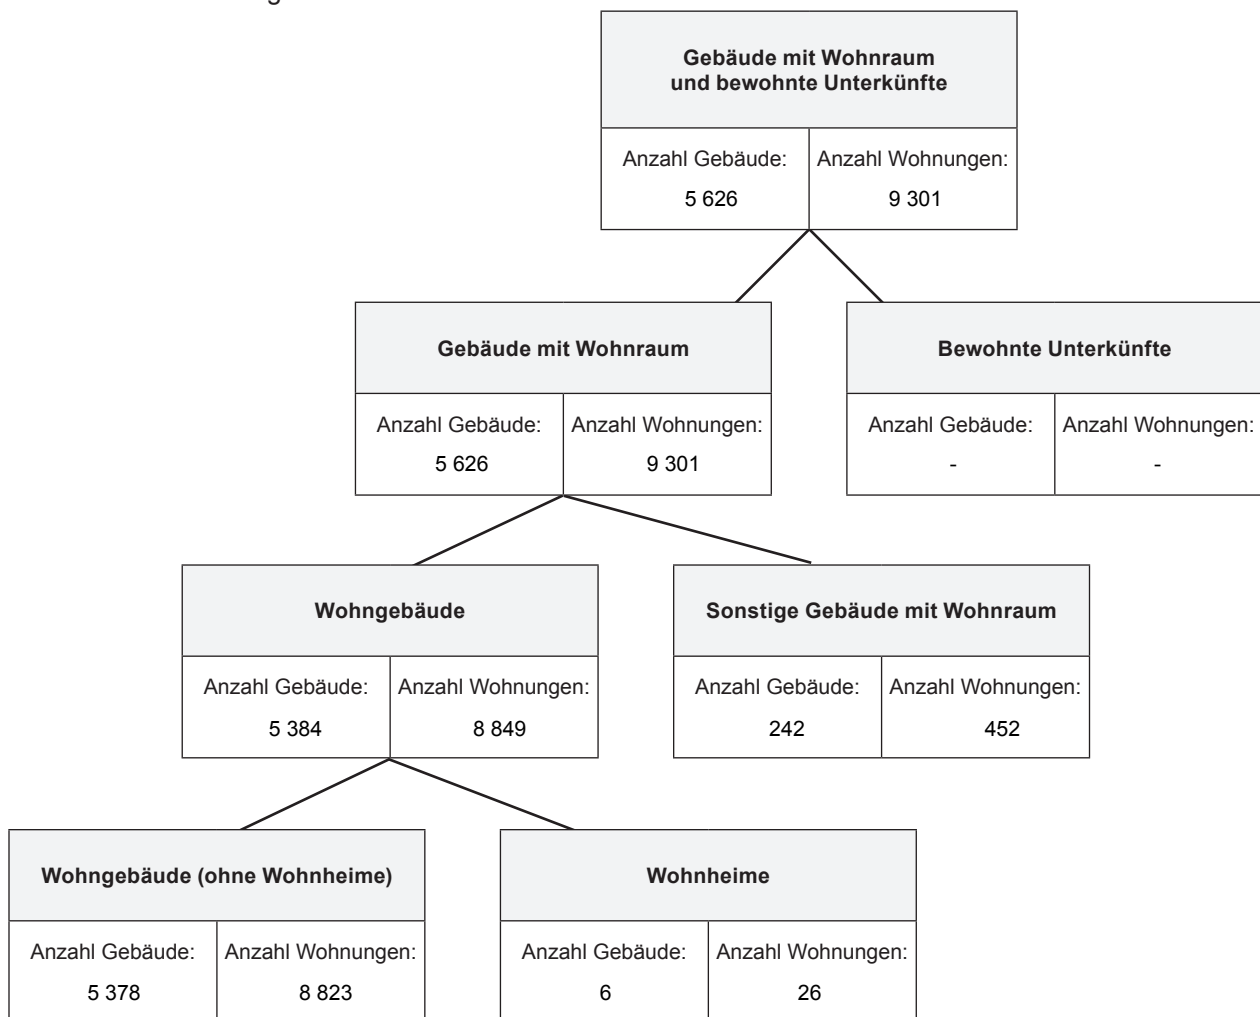 Gebäude mit Wohnraum
und bewohnte Unterkünfte
Anzahl Gebäude: Anzahl Wohnungen:
5 626 9 301
Gebäude mit Wohnraum
Anzahl Gebäude: Anzahl Wohnungen:
5 626 9 301
Bewohnte Unterkünfte
Anzahl Gebäude: Anzahl Wohnungen:
- -
Wohngebäude
Anzahl Gebäude: Anzahl Wohnungen:
5 384 8 849
Sonstige Gebäude mit Wohnraum
Anzahl Gebäude: Anzahl Wohnungen:
242 452
Wohngebäude (ohne Wohnheime)
Anzahl Gebäude: Anzahl Wohnungen:
5 378 8 823
Wohnheime
Anzahl Gebäude: Anzahl Wohnungen:
6 26